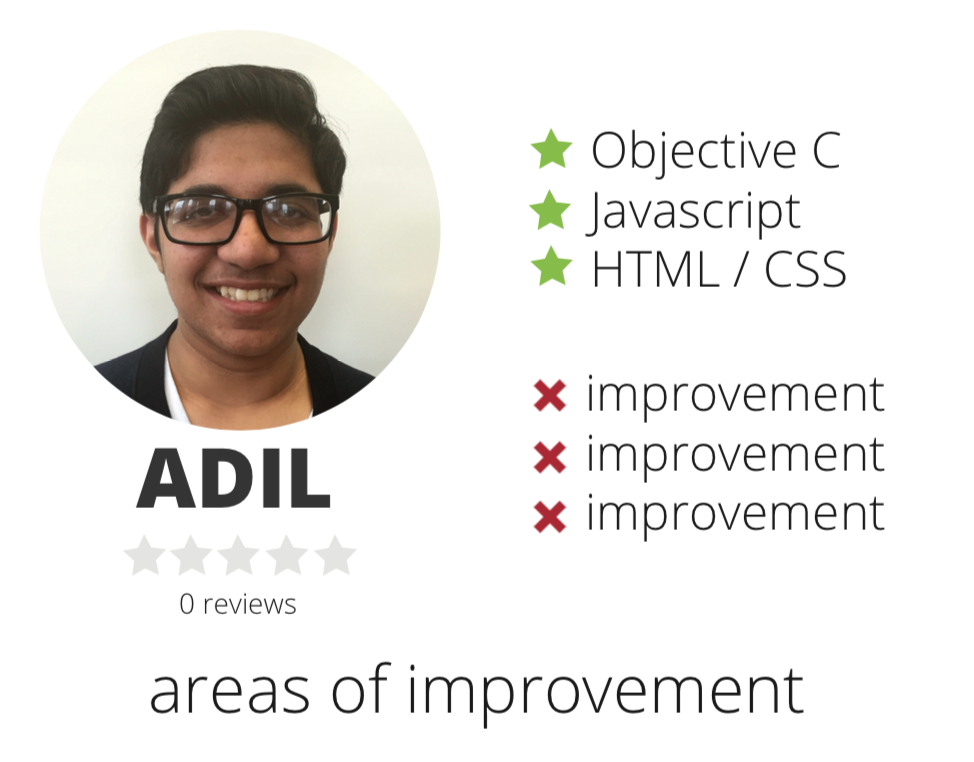 Objective C
Javascript
HTML / CSS
improvement
improvement
improvement
ADIL
0 reviews
areas of improvement